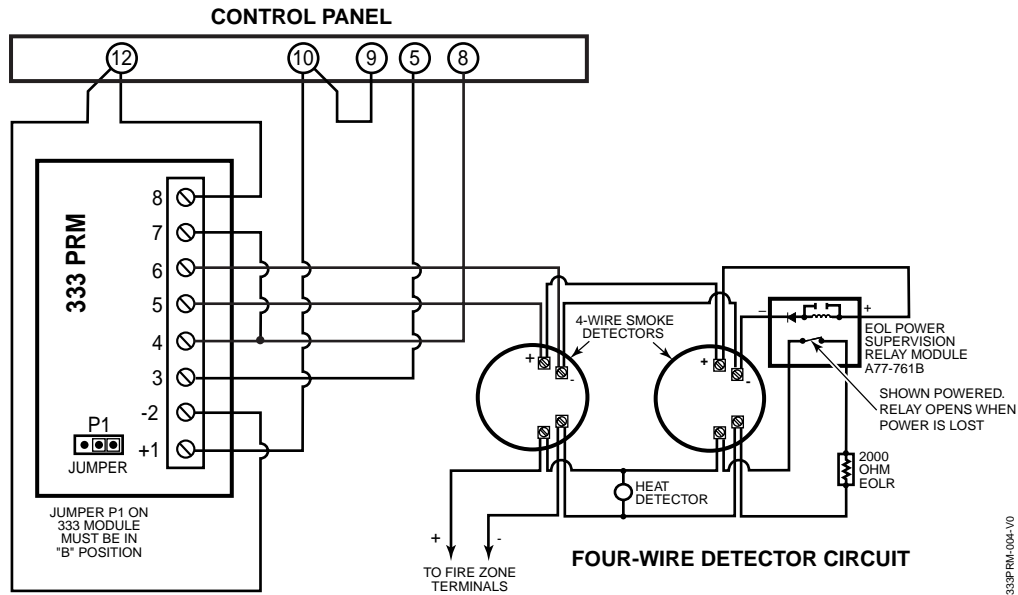 CONTROL PANEL
12
10
9
5
8
333 PRM
8
7
6
5
4
3
-2
+1
P1
JUMPER
JUMPER P1 ON
333 MODULE
MUST BE IN
"B" POSITION
4-WIRE SMOKE
DETECTORS
+
-
+
-
–
+
EOL POWER
SUPERVISION
RELAY MODULE
A77-761B
SHOWN POWERED.
RELAY OPENS WHEN
POWER IS LOST
2000
OHM
EOLR
HEAT
DETECTOR
+
-
TO FIRE ZONE
TERMINALS
FOUR-WIRE DETECTOR CIRCUIT
333PRM-004-V0